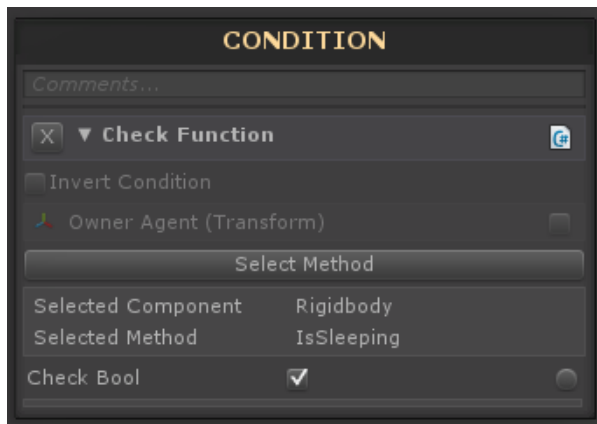 CONDITION
Comments...
X ▼ Check Function C#
Invert Condition
Owner Agent (Transform)
Select Method
Selected Component Rigidbody
Selected Method IsSleeping
Check Bool